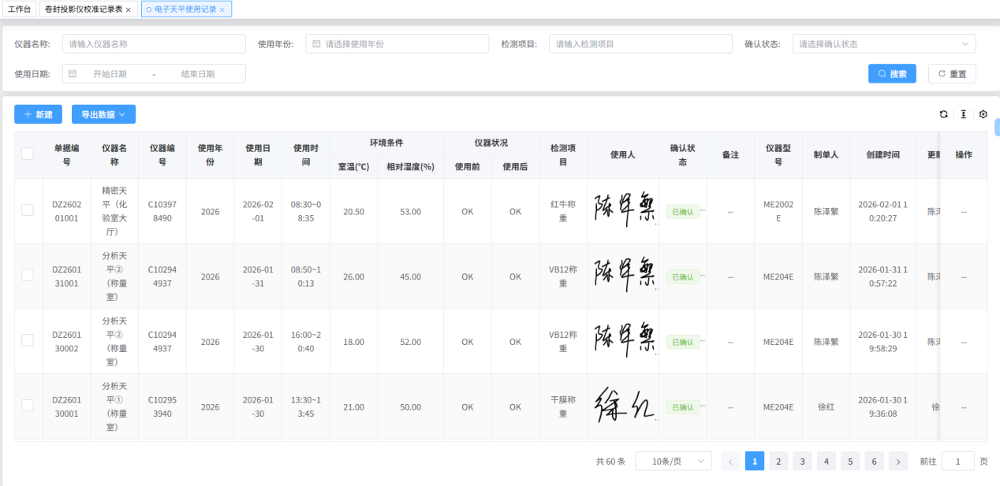 工作台 卷封投影仪校准记录表 × 电子天平使用记录 ×
仪器名称: 请输入仪器名称 使用年份: 请选择使用年份 检测项目: 请输入检测项目 确认状态: 请选择确认状态
使用日期: 开始日期 - 结束日期 搜索 重置
+ 新建 导出数据
环境条件 仪器状况
单据编号 仪器名称 仪器编号 使用年份 使用日期 使用时间 室温(℃) 相对湿度(%) 使用前 使用后 检测项目 使用人 确认状态 备注 仪器型号 制单人 创建时间 更新 操作
DZ260201001 精密天平（化验室大厅） C103978490 2026 2026-02-01 08:30~08:35 20.50 53.00 OK OK 红牛称重 陈泽繁 已确认 -- ME2002E 陈泽繁 2026-02-01 10:20:27 陈泽 --
DZ260131001 分析天平②（称量室） C102944937 2026 2026-01-31 08:50~10:13 26.00 45.00 OK OK VB12称重 陈泽繁 已确认 -- ME204E 陈泽繁 2026-01-31 10:57:22 陈泽 --
DZ260130002 分析天平②（称量室） C102944937 2026 2026-01-30 16:00~20:40 18.00 52.00 OK OK VB12称重 陈泽繁 已确认 -- ME204E 陈泽繁 2026-01-30 19:58:29 陈泽 --
DZ260130001 分析天平①（称量室） C102953940 2026 2026-01-30 13:30~13:45 21.00 50.00 OK OK 干膜称重 徐红 已确认 -- ME204E 徐红 2026-01-30 19:36:08 徐 --
共 60 条 10条/页 < 1 2 3 4 5 6 > 前往 1 页